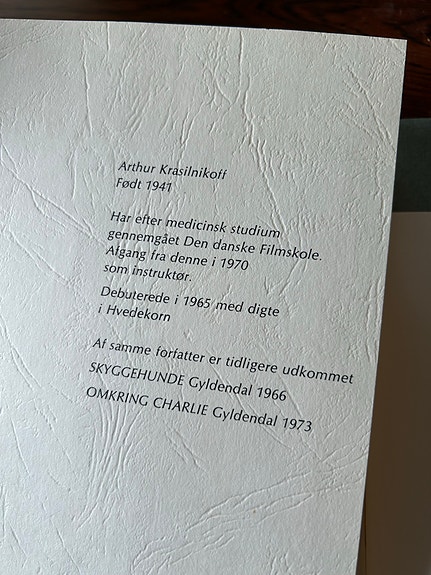 Arthur Krasilnikoff
Født 1941
Har efter medicinsk studium
gennemgået Den danske Filmskole.
Afgang fra denne i 1970
som instruktør.
Debuterede i 1965 med digte
i Hvedekorn
Af samme forfatter er tidligere udkommet
SKYGGEHUNDE Gyldendal 1966
OMKRING CHARLIE Gyldendal 1973